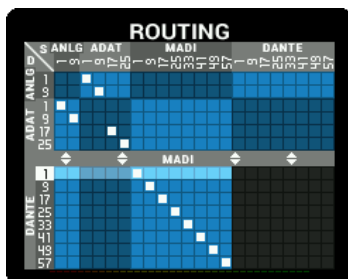 ROUTING
S ANLG ADAT MADI DANTE
D 1 9 1 9 17 25 1 9 17 25 33 41 49 57 1 9 17 25 33 41 49 57
ANLG
1
9
ADAT
1
9
17
25
MADI
DANTE
1
9
17
25
33
41
49
57